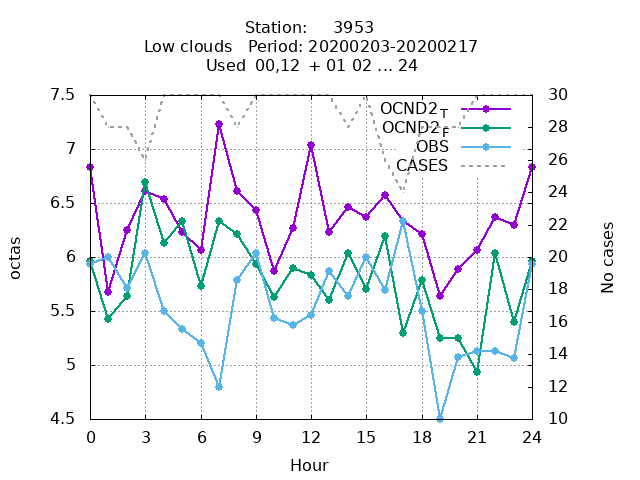 Station: 3953
Low clouds Period: 20200203-20200217
Used 00,12 + 01 02 ... 24
7.5
7
6.5
6
5.5
5
4.5
octas
30
28
26
24
22
20
18
16
14
12
10
No cases
OCND2_T
OCND2_F
OBS
CASES
0 3 6 9 12 15 18 21 24
Hour